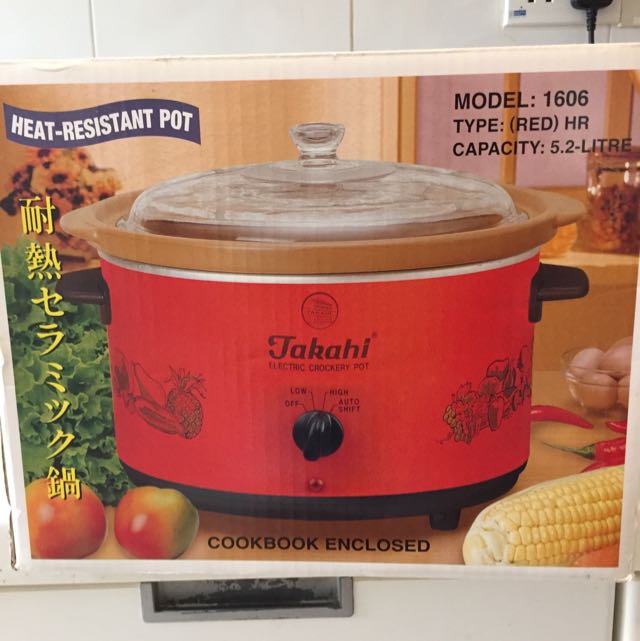 HEAT-RESISTANT POT
MODEL: 1606
TYPE: (RED) HR
CAPACITY: 5.2-LITRE
耐熱セラミック鍋
Takahi®
ELECTRIC CROCKERY POT
LOW HIGH
OFF AUTO
SHIFT
COOKBOOK ENCLOSED